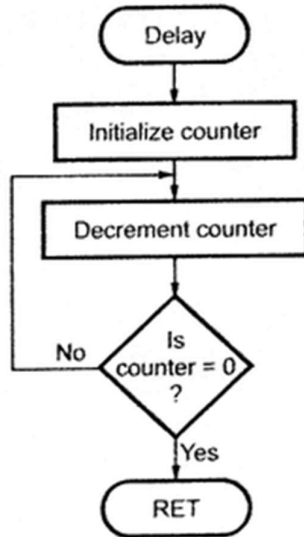 Delay
Initialize counter
Decrement counter
Is
counter = 0
?
No
Yes
RET